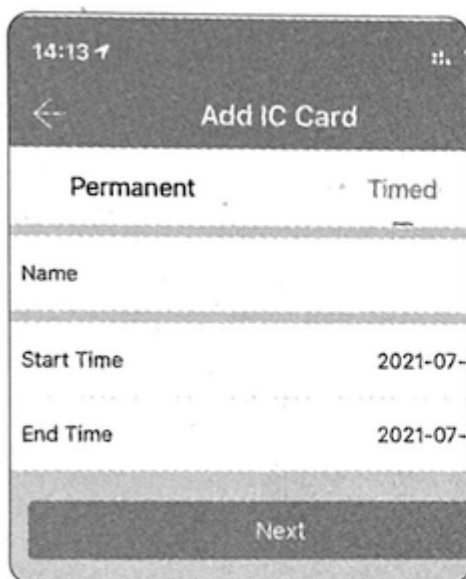 14:13
Add IC Card
Permanent Timed
Name
Start Time 2021-07-
End Time 2021-07-
Next